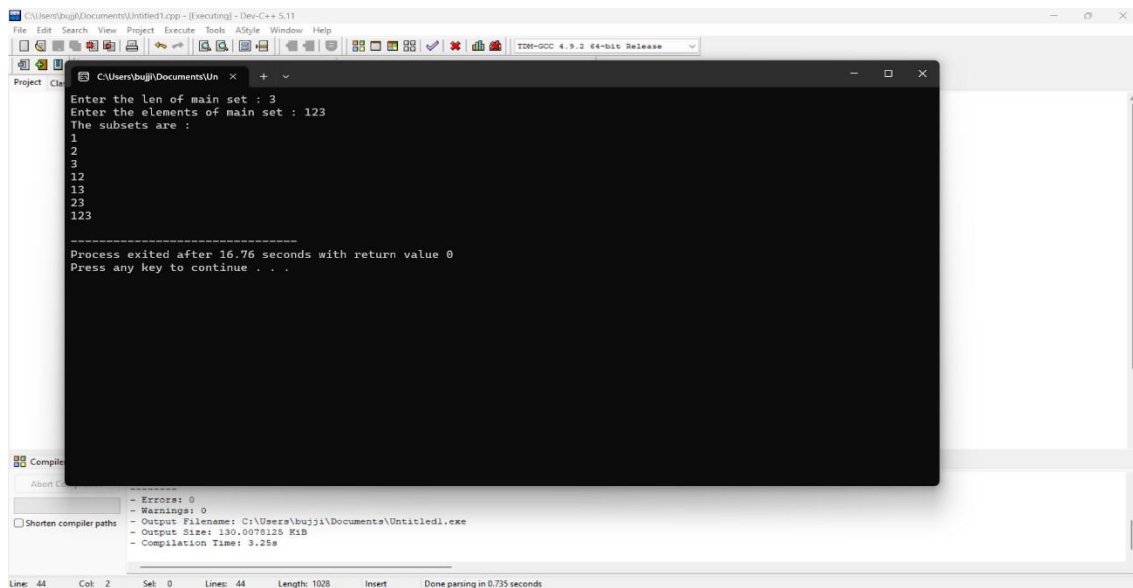 C:\Users\bujji\Documents\Untitled1.cpp - [Executing] - Dev-C++ 5.11
File Edit Search View Project Execute Tools AStyle Window Help
TDM-GCC 4.9.2 64-bit Release
Project
C:\Users\bujji\Documents\Un
Enter the len of main set : 3
Enter the elements of main set : 123
The subsets are :
1
2
3
12
13
23
123
--------------------------------
Process exited after 16.76 seconds with return value 0
Press any key to continue . . .
- Errors: 0
- Warnings: 0
Shorten compiler paths
- Output Filename: C:\Users\bujji\Documents\Untitled1.exe
- Output Size: 130.0078125 KiB
- Compilation Time: 3.25s
Line: 44 Col: 2 Sel: 0 Lines: 44 Length: 1028 Insert Done parsing in 0.735 seconds